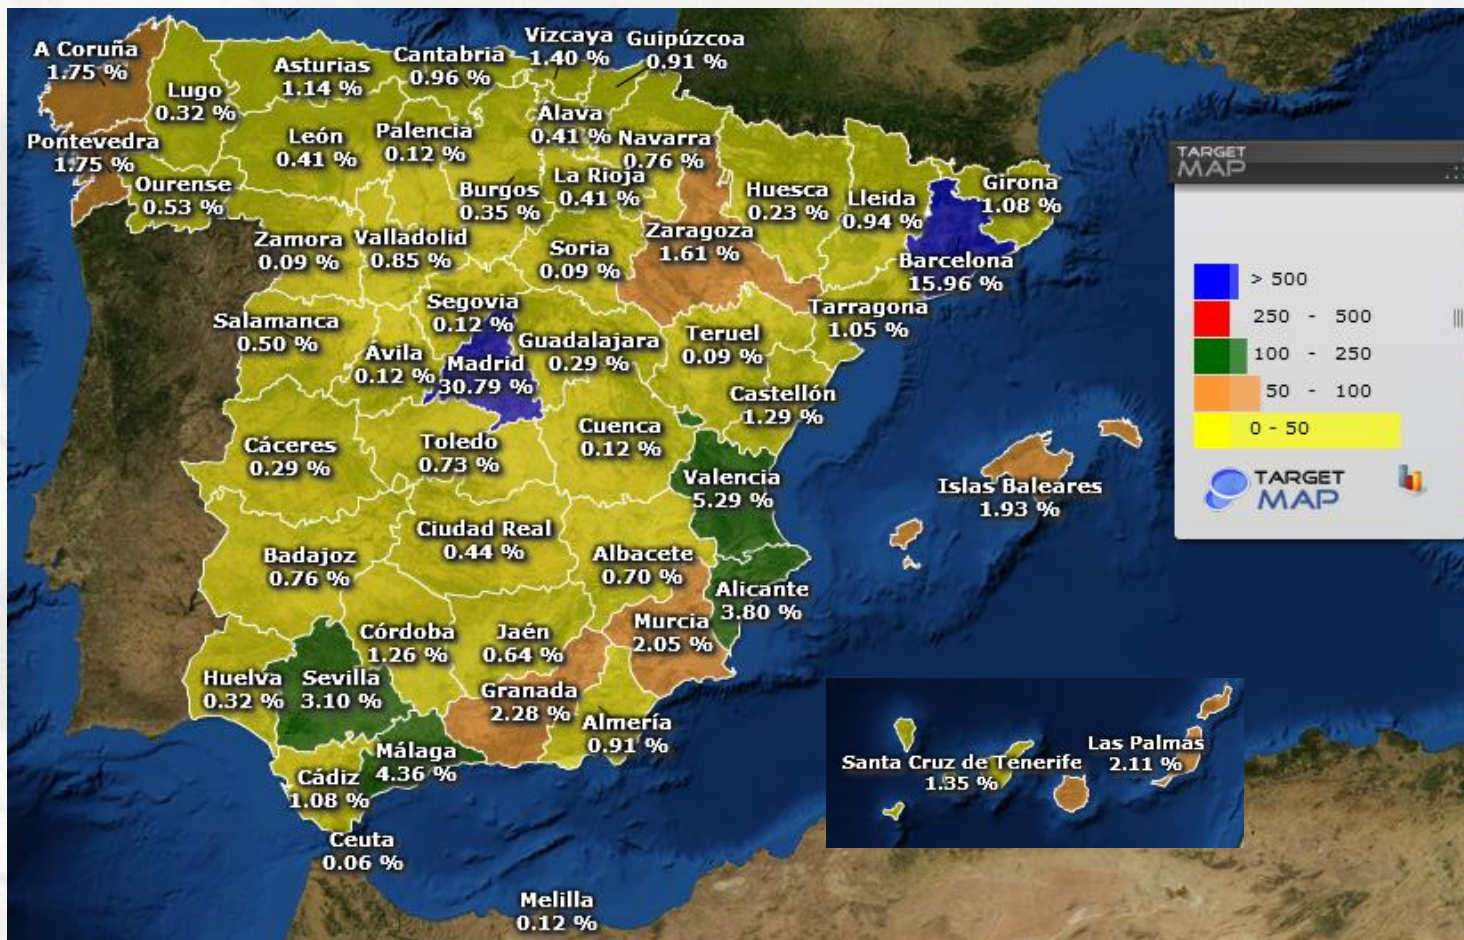 A Coruña
1.75 %
Lugo
0.32 %
Asturias
1.14 %
Cantabria
0.96 %
Vizcaya
1.40 %
Guipúzcoa
0.91 %
Pontevedra
1.75 %
Ourense
0.53 %
León
0.41 %
Palencia
0.12 %
Burgos
0.35 %
Álava
0.41 %
La Rioja
0.41 %
Navarra
0.76 %
Huesca
0.23 %
Lleida
0.94 %
Girona
1.08 %
Zamora
0.09 %
Valladolid
0.85 %
Soria
0.09 %
Zaragoza
1.61 %
Barcelona
15.96 %
Tarragona
1.05 %
Salamanca
0.50 %
Ávila
0.12 %
Segovia
0.12 %
Madrid
30.79 %
Guadalajara
0.29 %
Teruel
0.09 %
Castellón
1.29 %
Cáceres
0.29 %
Toledo
0.73 %
Cuenca
0.12 %
Valencia
5.29 %
Islas Baleares
1.93 %
Badajoz
0.76 %
Ciudad Real
0.44 %
Albacete
0.70 %
Alicante
3.80 %
Murcia
2.05 %
Huelva
0.32 %
Sevilla
3.10 %
Córdoba
1.26 %
Jaén
0.64 %
Granada
2.28 %
Almería
0.91 %
Cádiz
1.08 %
Málaga
4.36 %
Ceuta
0.06 %
Melilla
0.12 %
Santa Cruz de Tenerife
1.35 %
Las Palmas
2.11 %
TARGET
MAP
> 500
250 - 500
100 - 250
50 - 100
0 - 50
TARGET
MAP